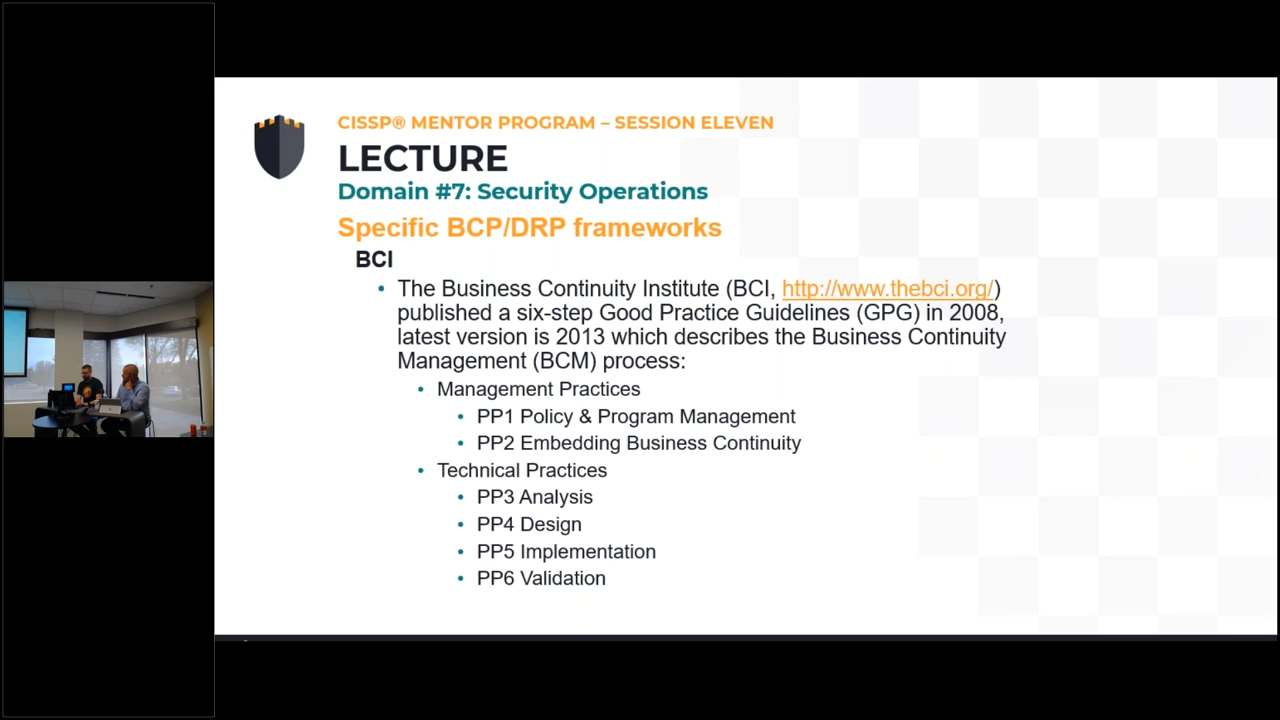 CISSP® MENTOR PROGRAM – SESSION ELEVEN
LECTURE
Domain #7: Security Operations
Specific BCP/DRP frameworks
BCI
• The Business Continuity Institute (BCI, http://www.thebci.org/)
published a six-step Good Practice Guidelines (GPG) in 2008,
latest version is 2013 which describes the Business Continuity
Management (BCM) process:
• Management Practices
• PP1 Policy & Program Management
• PP2 Embedding Business Continuity
• Technical Practices
• PP3 Analysis
• PP4 Design
• PP5 Implementation
• PP6 Validation